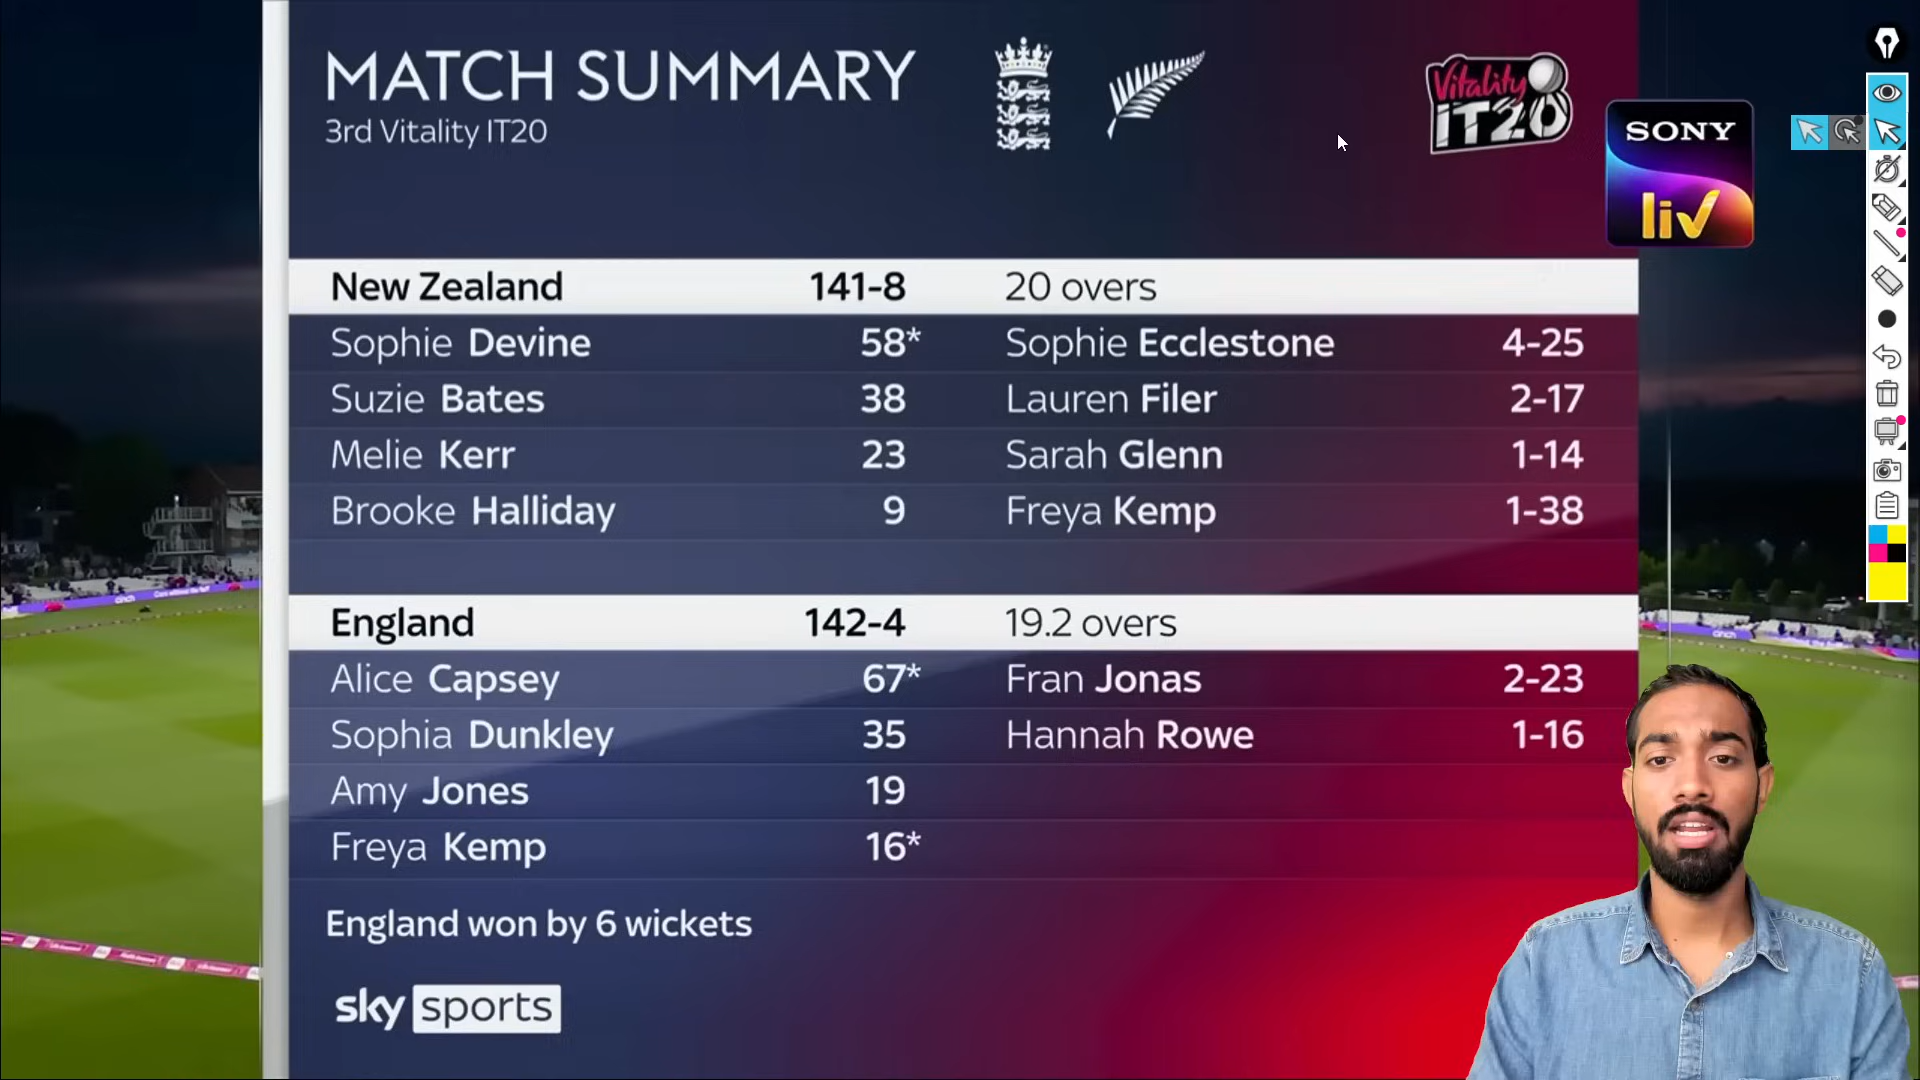 MATCH SUMMARY
3rd Vitality IT20
Vitality
IT20
SONY
liv
New Zealand 141-8 20 overs
Sophie Devine 58* Sophie Ecclestone 4-25
Suzie Bates 38 Lauren Filer 2-17
Melie Kerr 23 Sarah Glenn 1-14
Brooke Halliday 9 Freya Kemp 1-38
England 142-4 19.2 overs
Alice Capsey 67* Fran Jonas 2-23
Sophia Dunkley 35 Hannah Rowe 1-16
Amy Jones 19
Freya Kemp 16*
England won by 6 wickets
sky sports
cinch
cinch